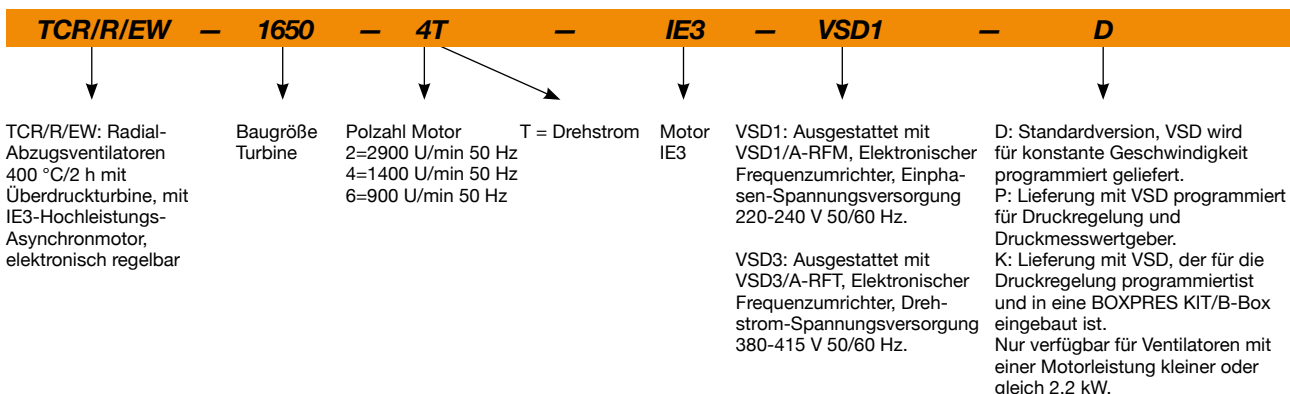 TCR/R/EW – 1650 – 4T – IE3 – VSD1 – D
TCR/R/EW: Radial-
Abzugsventilatoren
400 °C/2 h mit
Überdruckturbine, mit
IE3-Hochleistungs-
Asynchronmotor,
elektronisch regelbar
Baugröße
Turbine
Polzahl Motor
2=2900 U/min 50 Hz
4=1400 U/min 50 Hz
6=900 U/min 50 Hz
T = Drehstrom
Motor
IE3
VSD1: Ausgestattet mit
VSD1/A-RFM, Elektronischer
Frequenzumrichter, Einpha-
sen-Spannungsversorgung
220-240 V 50/60 Hz.
VSD3: Ausgestattet mit
VSD3/A-RFT, Elektronischer
Frequenzumrichter, Dreh-
strom-Spannungsversorgung
380-415 V 50/60 Hz.
D: Standardversion, VSD wird
für konstante Geschwindigkeit
programmiert geliefert.
P: Lieferung mit VSD programmiert
für Druckregelung und
Druckmesswertgeber.
K: Lieferung mit VSD, der für die
Druckregelung programmiertist
und in eine BOXPRES KIT/B-Box
eingebaut ist.
Nur verfügbar für Ventilatoren mit
einer Motorleistung kleiner oder
gleich 2,2 kW.